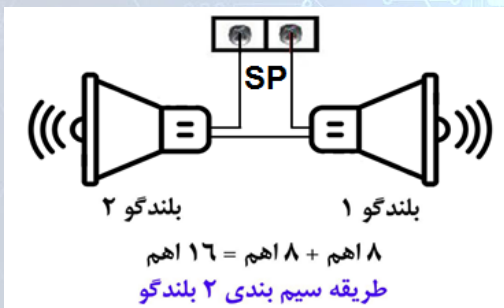 SP
بلندگو ۲
بلندگو ۱
۸ اهم + ۸ اهم = ۱۶ اهم
طریقه سیم بندی ۲ بلندگو